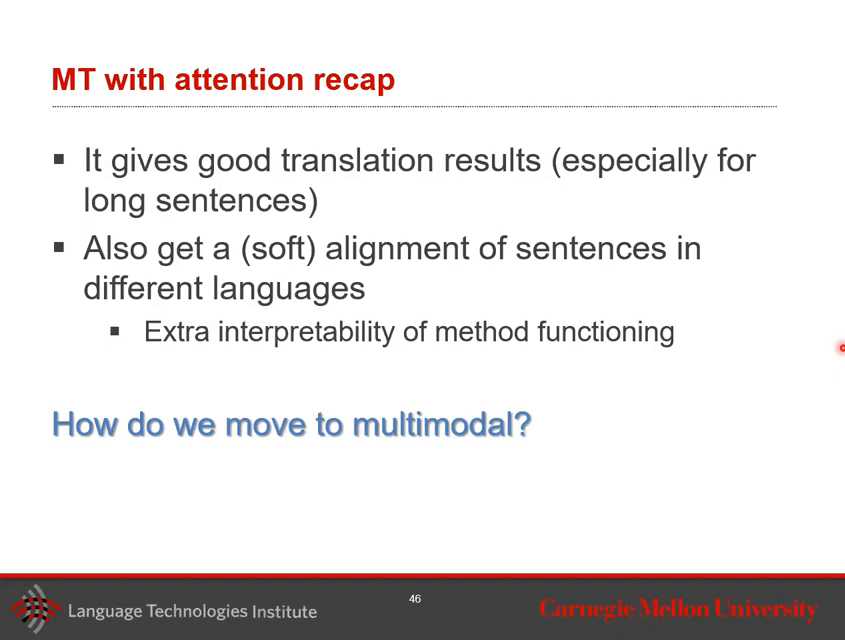 MT with attention recap
▪ It gives good translation results (especially for
long sentences)
▪ Also get a (soft) alignment of sentences in
different languages
▪ Extra interpretability of method functioning
How do we move to multimodal?
46
Language Technologies Institute
Carnegie Mellon University